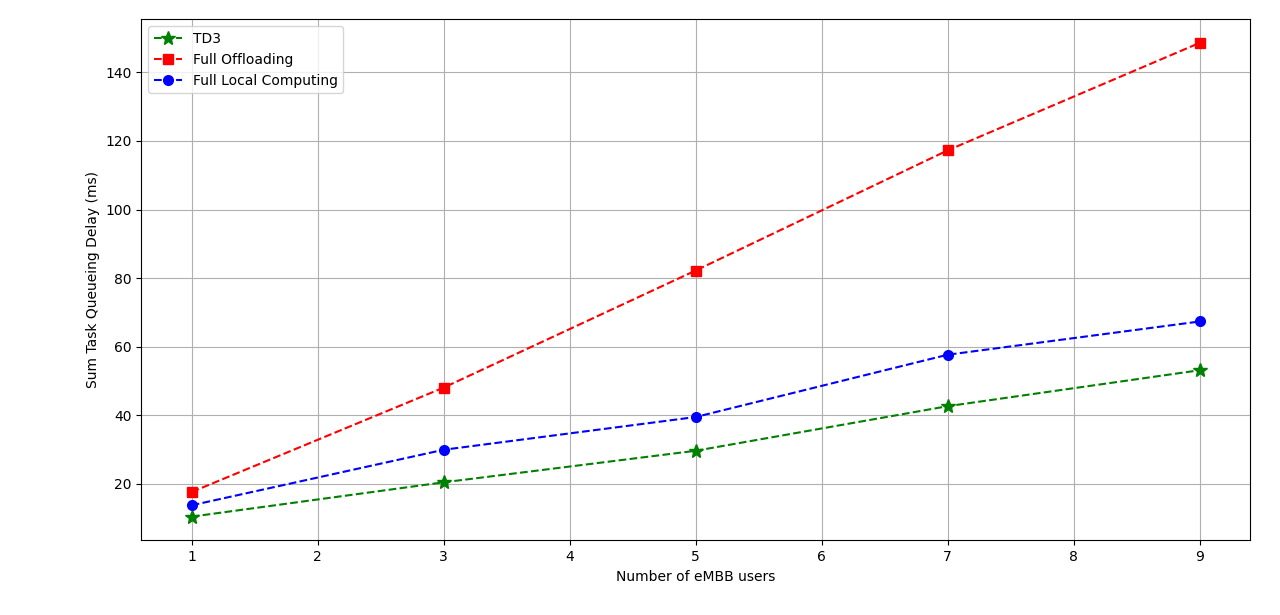 TD3
Full Offloading
Full Local Computing
140
120
100
80
60
40
20
Sum Task Queueing Delay (ms)
1 2 3 4 5 6 7 8 9
Number of eMBB users